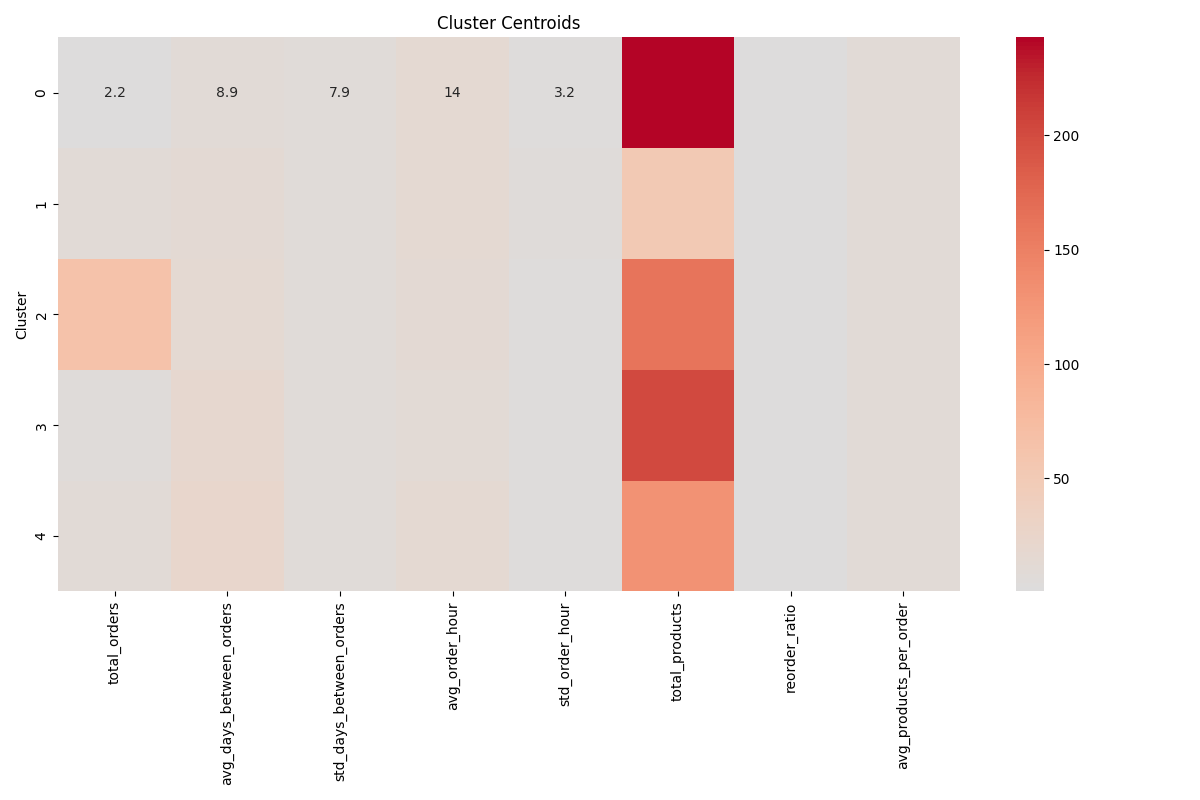 Cluster Centroids
0
2.2 8.9 7.9 14 3.2
1
2
3
4
Cluster
total_orders
avg_days_between_orders
std_days_between_orders
avg_order_hour
std_order_hour
total_products
reorder_ratio
avg_products_per_order
200
150
100
50